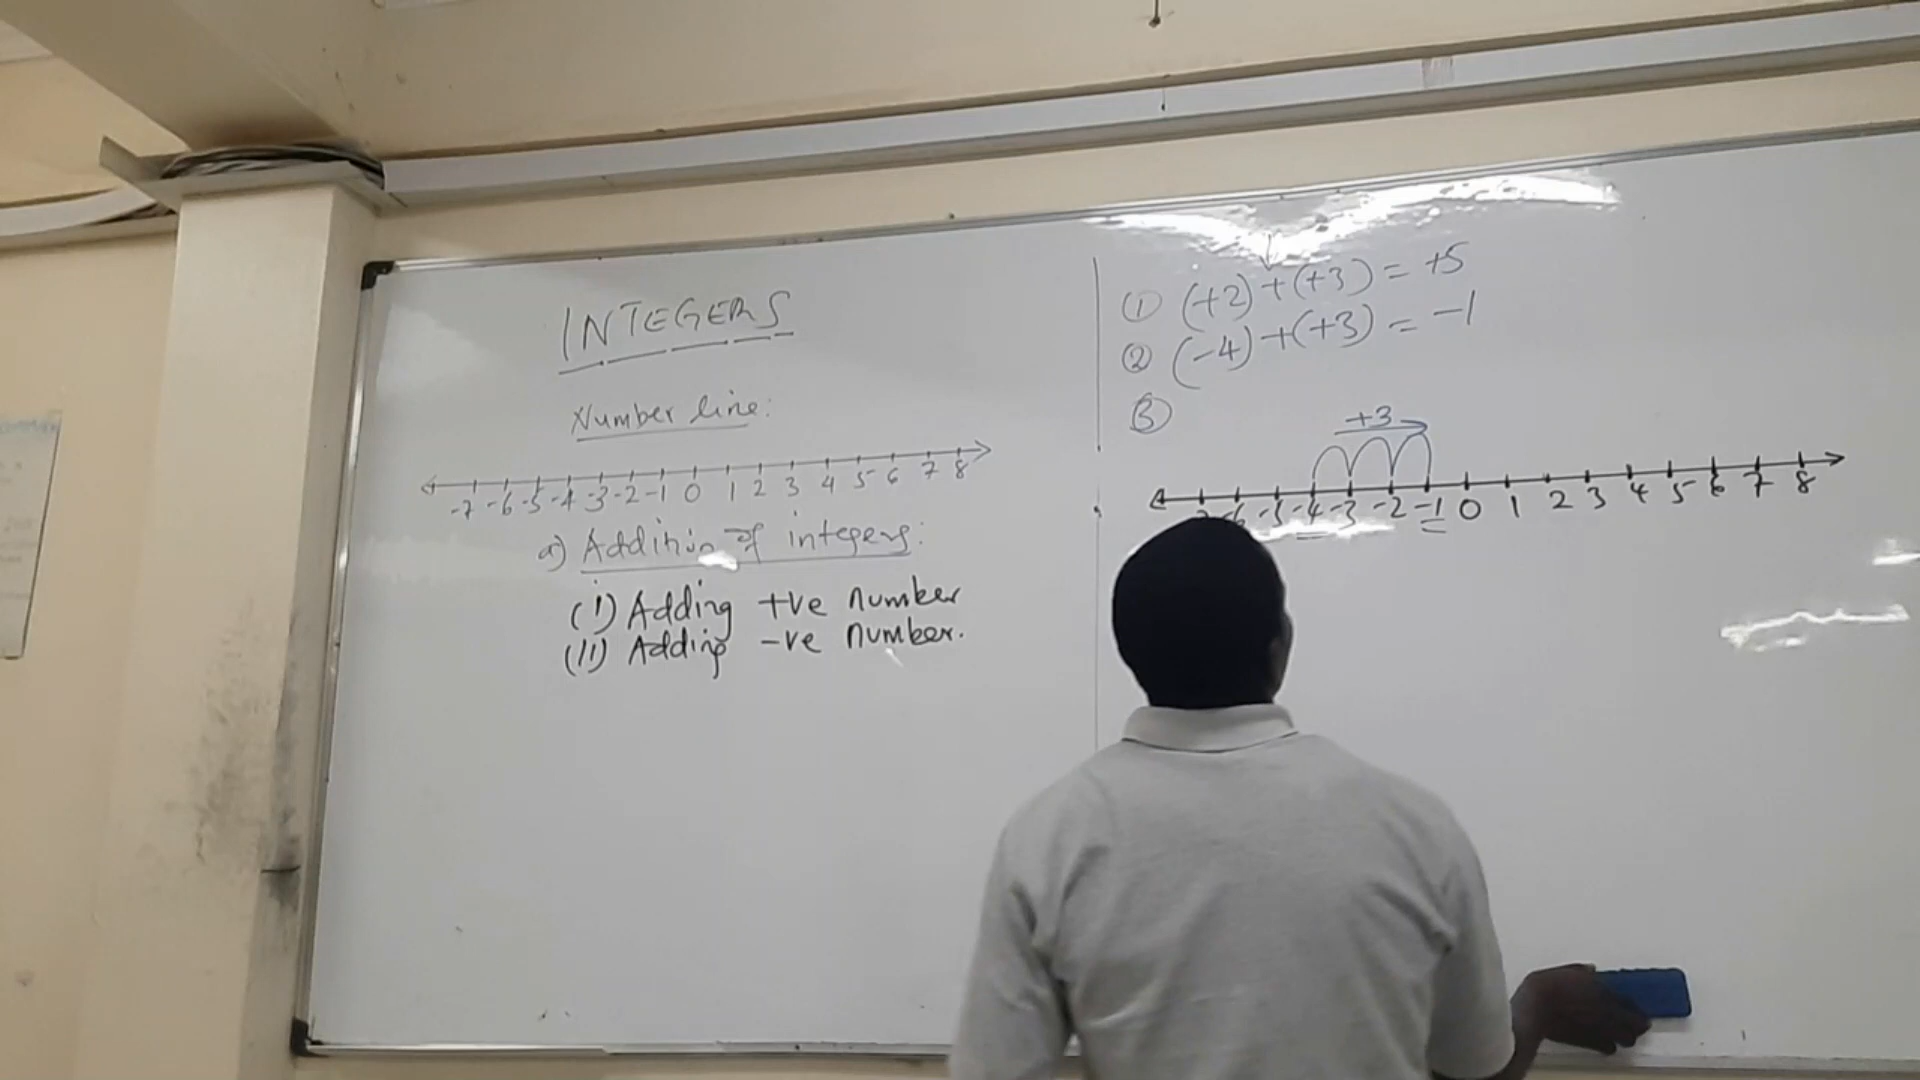 INTEGERS
Number line:
-7 -6 -5 -4 -3 -2 -1 0 1 2 3 4 5 6 7 8
a) Addition of integers:
(i) Adding +ve number
(ii) Adding -ve number.
① (+2)+(+3) = +5
② (-4)+(+3) = -1
③
+3
-6 -5 -4 -3 -2 -1 0 1 2 3 4 5 6 7 8